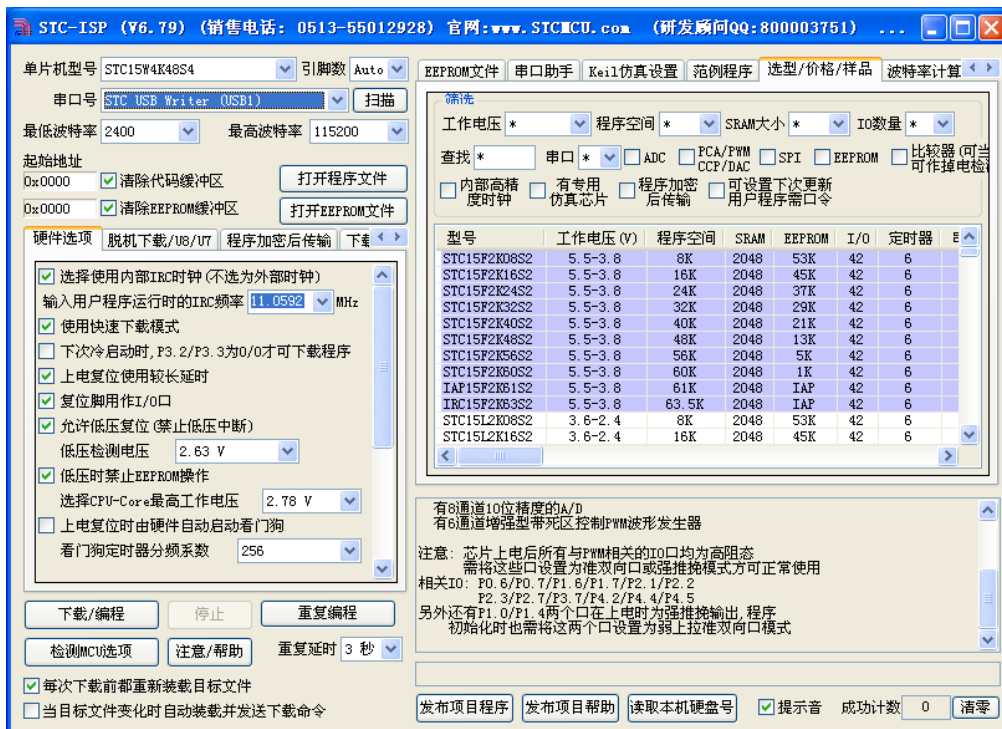 STC-ISP (V6.79) (销售电话: 0513-55012928) 官网:www.STCMCU.com (研发顾问QQ:800003751) ...
单片机型号 STC15W4K48S4 引脚数 Auto
串口号 STC USB Writer (USB1) 扫描
最低波特率 2400 最高波特率 115200
起始地址
0x0000 清除代码缓冲区 打开程序文件
0x0000 清除EEPROM缓冲区 打开EEPROM文件
硬件选项 脱机下载/U8/U7 程序加密后传输
选择使用内部IRC时钟(不选为外部时钟)
输入用户程序运行时的IRC频率 11.0592 MHz
使用快速下载模式
下次冷启动时,P3.2/P3.3为0/0才可下载程序
上电复位使用较长延时
复位脚用作I/O口
允许低压复位(禁止低压中断)
低压检测电压 2.63 V
低压时禁止EEPROM操作
选择CPU-Core最高工作电压 2.78 V
上电复位时由硬件自动启动看门狗
看门狗定时器分频系数 256
下载/编程 停止 重复编程
检测MCU选项 注意/帮助 重复延时 3 秒
每次下载前都重新装载目标文件
当目标文件变化时自动装载并发送下载命令
EEPROM文件 串口助手 Keil仿真设置 范例程序 选型/价格/样品 波特率计算
筛选
工作电压 * 程序空间 * SRAM大小 * IO数量 *
查找 * 串口 * ADC PCA/PWM CCP/DAC SPI EEPROM 比较器(可当 可作掉电检
内部高精度时钟 有专用仿真芯片 程序加密后传输 可设置下次更新用户程序需口令
型号 工作电压(V) 程序空间 SRAM EEPROM I/O 定时器
STC15F2K08S2 5.5-3.8 8K 2048 53K 42 6
STC15F2K16S2 5.5-3.8 16K 2048 45K 42 6
STC15F2K24S2 5.5-3.8 24K 2048 37K 42 6
STC15F2K32S2 5.5-3.8 32K 2048 29K 42 6
STC15F2K40S2 5.5-3.8 40K 2048 21K 42 6
STC15F2K48S2 5.5-3.8 48K 2048 13K 42 6
STC15F2K56S2 5.5-3.8 56K 2048 5K 42 6
STC15F2K60S2 5.5-3.8 60K 2048 1K 42 6
IAP15F2K61S2 5.5-3.8 61K 2048 IAP 42 6
IRC15F2K63S2 5.5-3.8 63.5K 2048 IAP 42 6
STC15L2K08S2 3.6-2.4 8K 2048 53K 42 6
STC15L2K16S2 3.6-2.4 16K 2048 45K 42 6
有8通道10位精度的A/D
有6通道增强型带死区控制PWM波形发生器
注意: 芯片上电后所有与PWM相关的IO口均为高阻态
需将这些口设置为准双向口或强推挽模式方可正常使用
相关IO: P0.6/P0.7/P1.6/P1.7/P2.1/P2.2
P2.3/P2.7/P3.7/P4.2/P4.4/P4.5
另外还有P1.0/P1.4两个口在上电时为强推挽输出,程序
初始化时也需将这两个口设置为弱上拉准双向口模式
发布项目程序 发布项目帮助 读取本机硬盘号 提示音 成功计数 0 清零